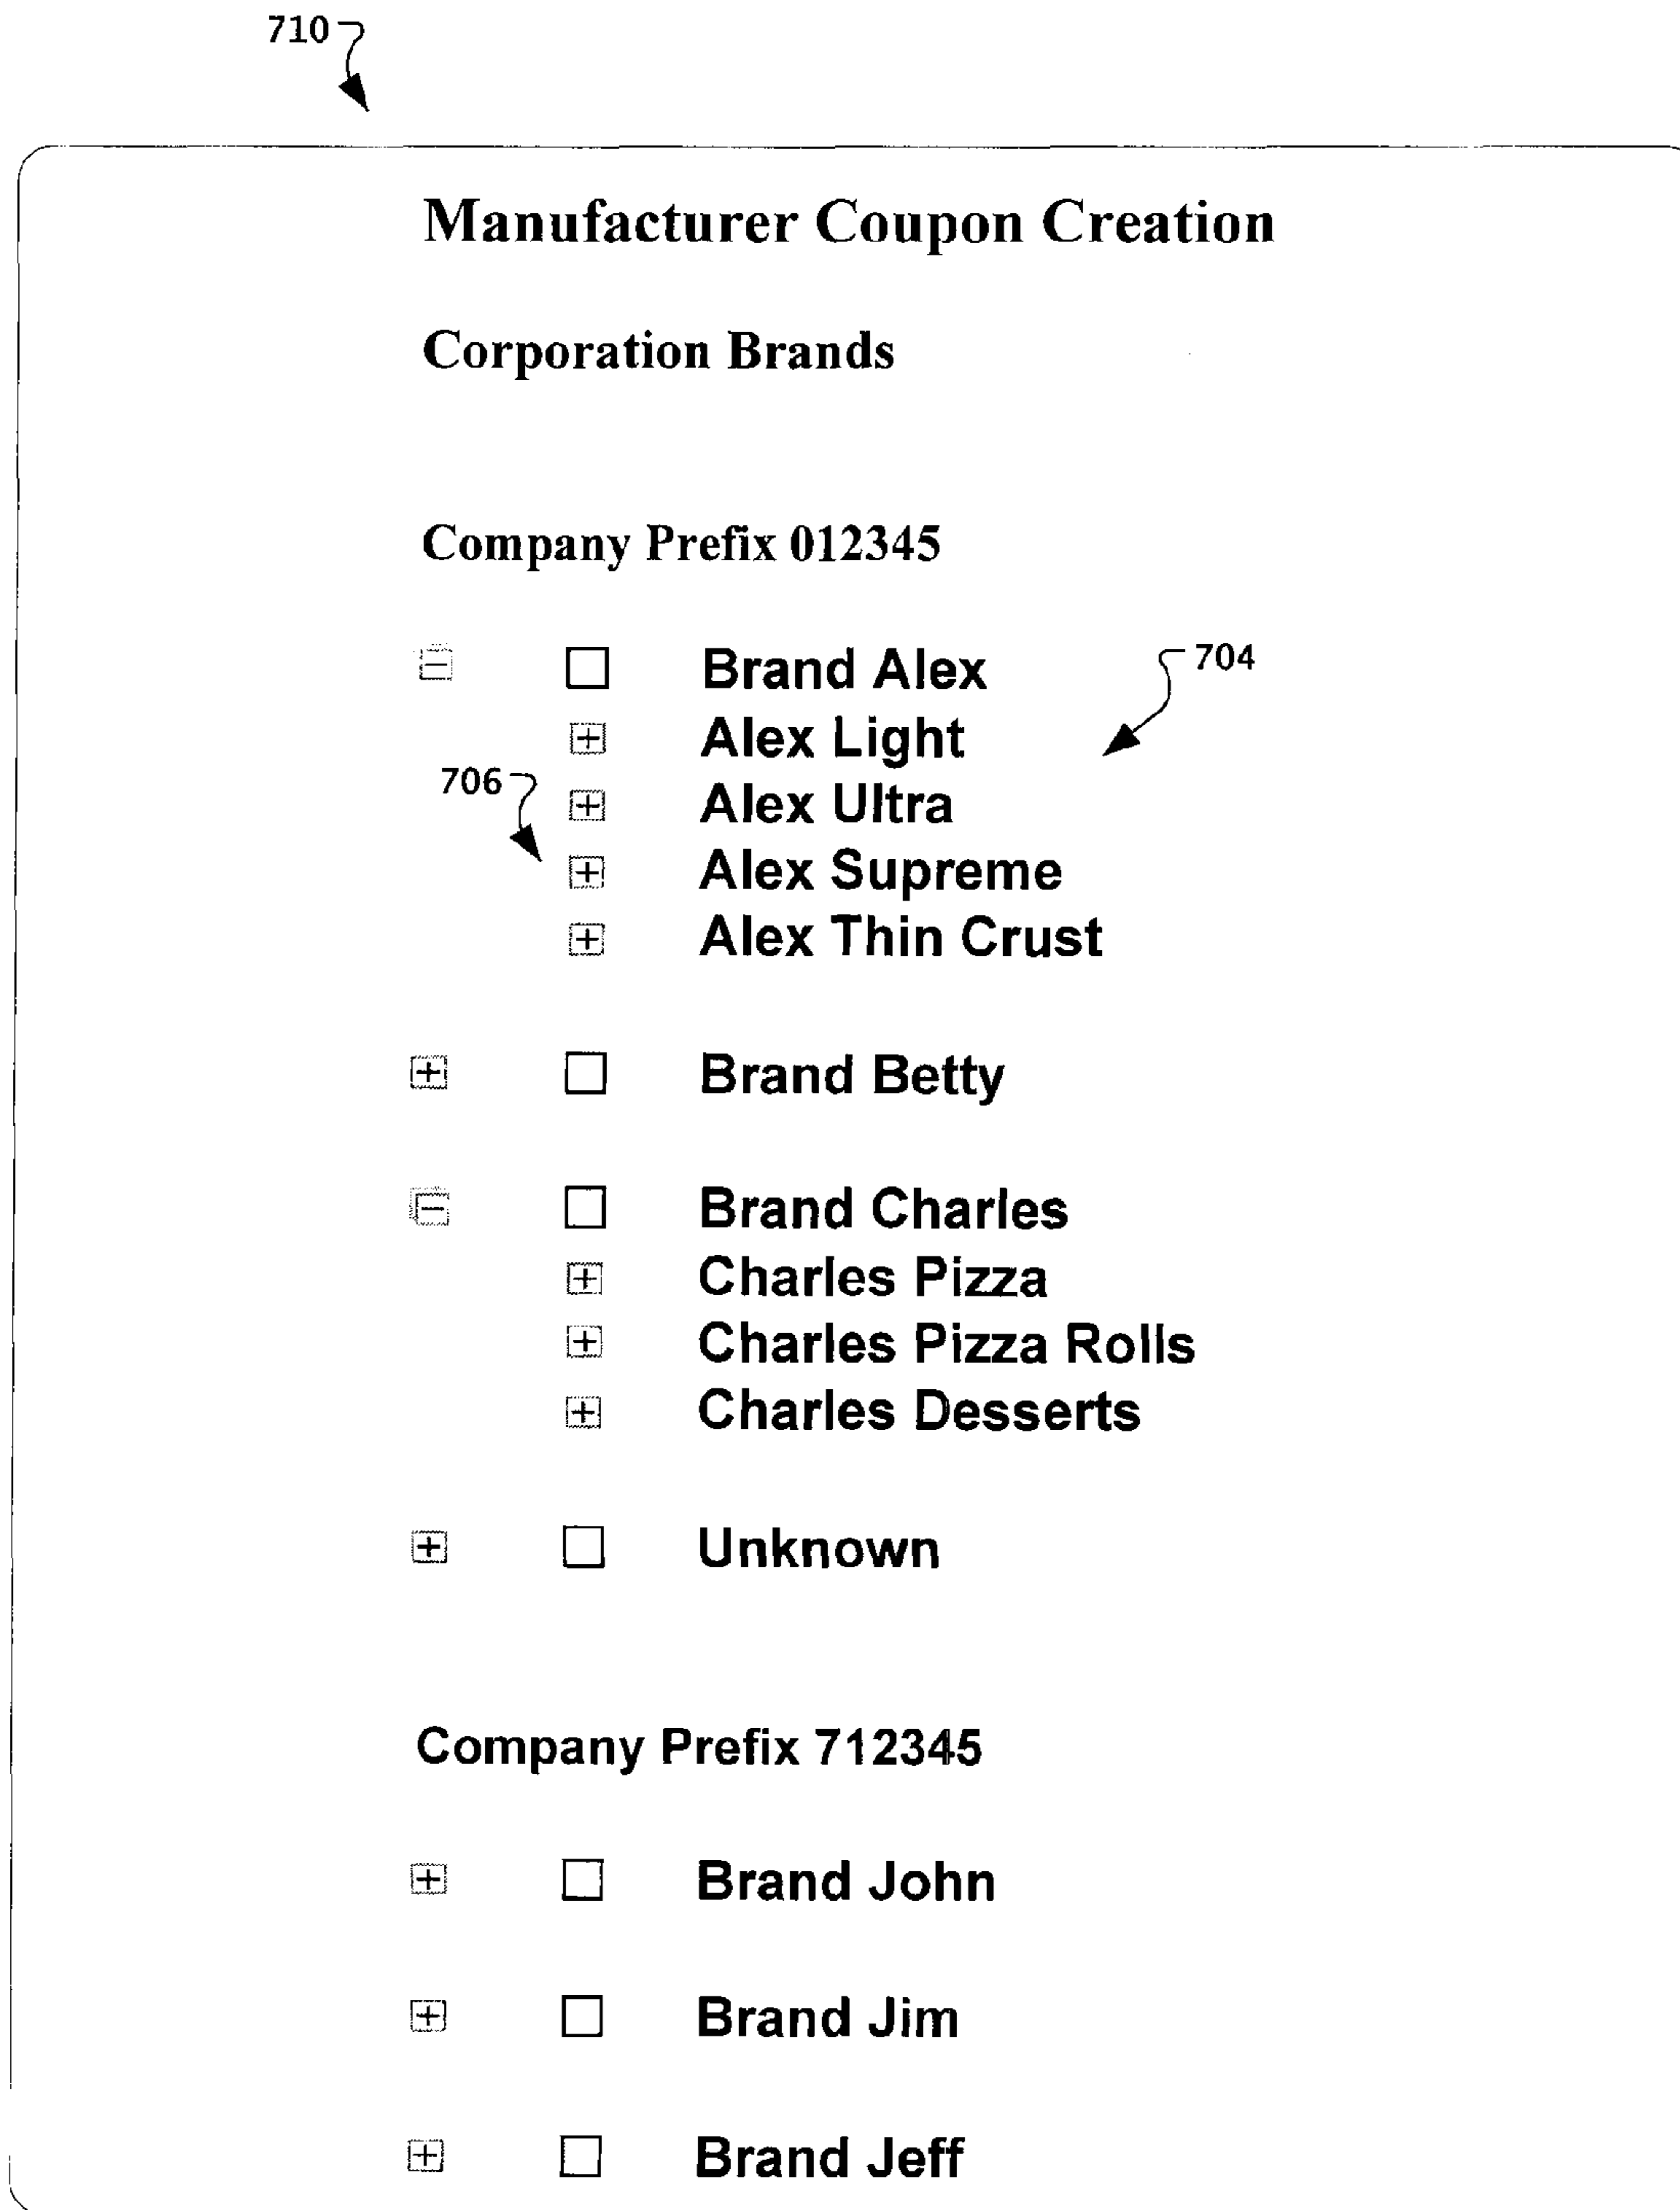 710
Manufacturer Coupon Creation
Corporation Brands
Company Prefix 012345
Brand Alex
704
Alex Light
706
Alex Ultra
Alex Supreme
Alex Thin Crust
Brand Betty
Brand Charles
Charles Pizza
Charles Pizza Rolls
Charles Desserts
Unknown
Company Prefix 712345
Brand John
Brand Jim
Brand Jeff